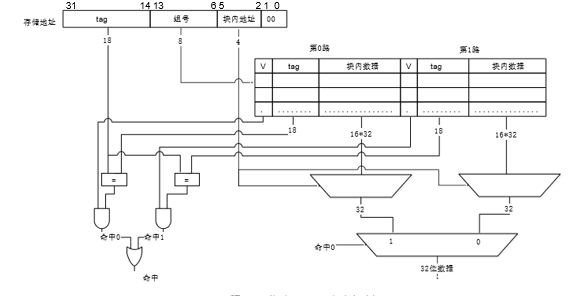 31 14 13 6 5 2 1 0
存储地址 tag 组号 块内地址 00
18 8 4
第0路 第1路
V tag 块内数据 V tag 块内数据
. ........ ............ . ........ ................
18 16*32 18 16*32
= =
32 32
命中0 命中1
命中0 1 0
命中
32位数据